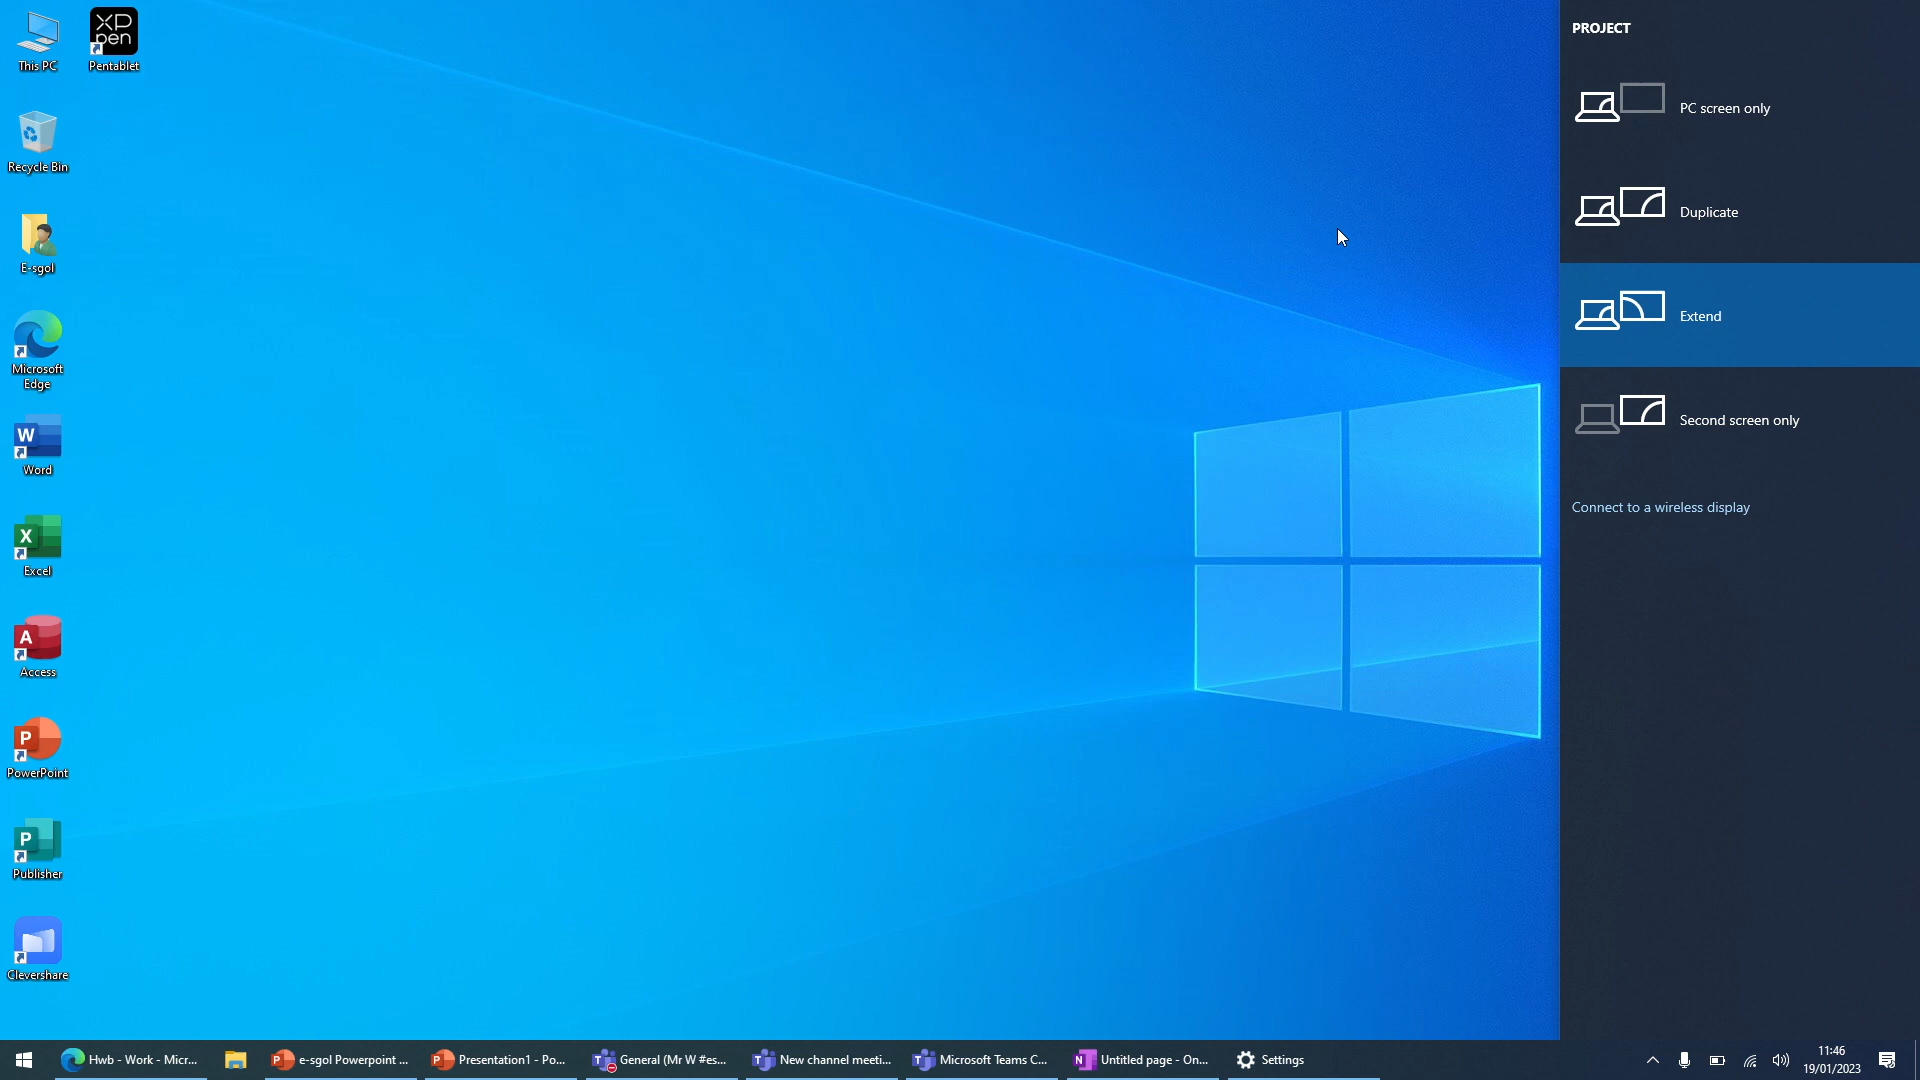 This PC
XP
pen
Pentablet
Recycle Bin
E-sgol
Microsoft
Edge
W
Word
X
Excel
A
Access
P
PowerPoint
P
Publisher
Clevershare
PROJECT
PC screen only
Duplicate
Extend
Second screen only
Connect to a wireless display
Hwb - Work - Micr...
P
e-sgol Powerpoint ...
P
Presentation1 - Po...
T
General (Mr W #es...
T
New channel meeti...
T
Microsoft Teams C...
N
Untitled page - On...
Settings
11:46
19/01/2023